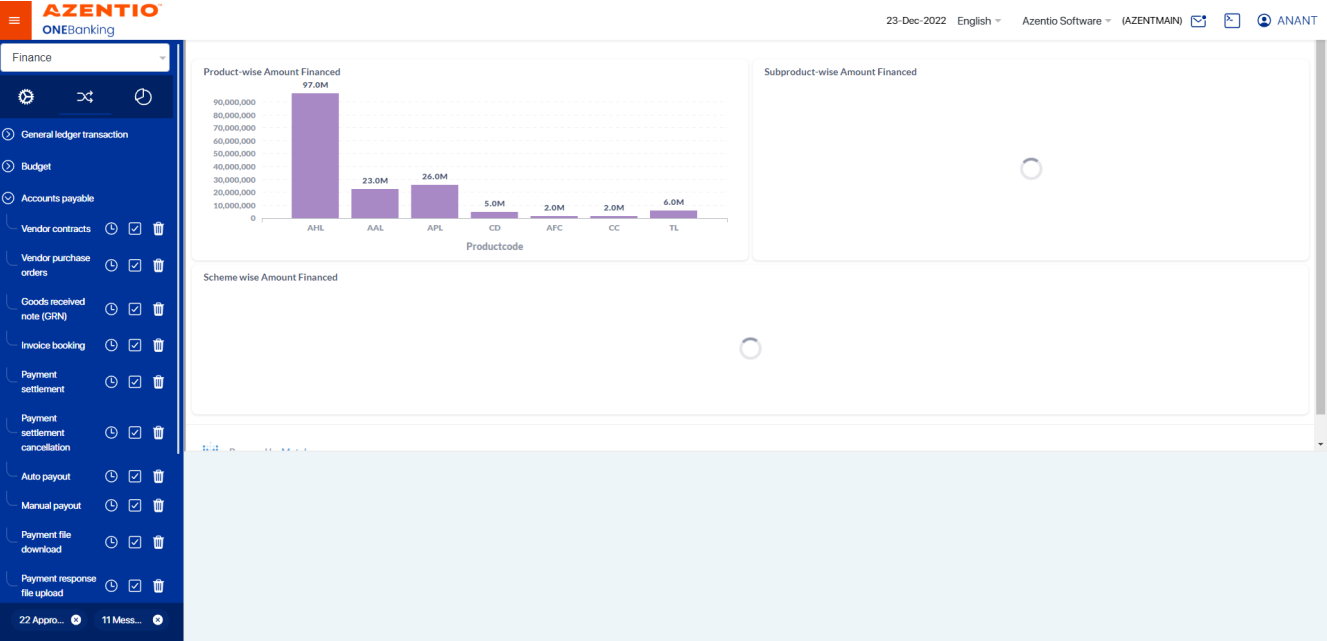 AZENTIO
ONEBanking
23-Dec-2022 English Azentio Software (AZENTMAIN) ANANT
Finance
General ledger transaction
Budget
Accounts payable
Vendor contracts
Vendor purchase
orders
Goods received
note (GRN)
Invoice booking
Payment
settlement
Payment
settlement
cancellation
Auto payout
Manual payout
Payment file
download
Payment response
file upload
22 Appro... 11 Mess...
Product-wise Amount Financed
97.0M
90,000,000
80,000,000
70,000,000
60,000,000
50,000,000
40,000,000
30,000,000
20,000,000
10,000,000
0
23.0M
26.0M
5.0M
2.0M
2.0M
6.0M
AHL AAL APL CD AFC CC TL
Productcode
Subproduct-wise Amount Financed
Scheme wise Amount Financed